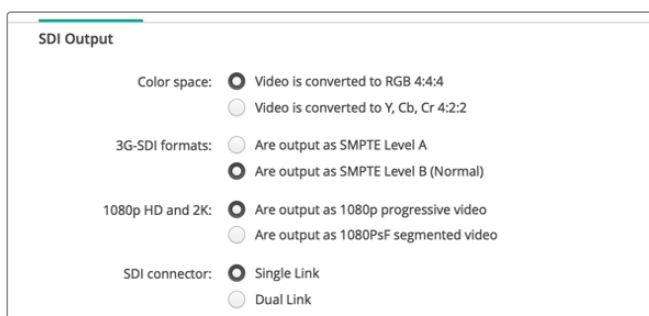 SDI Output
Color space: Video is converted to RGB 4:4:4
Video is converted to Y, Cb, Cr 4:2:2
3G-SDI formats: Are output as SMPTE Level A
Are output as SMPTE Level B (Normal)
1080p HD and 2K: Are output as 1080p progressive video
Are output as 1080PsF segmented video
SDI connector: Single Link
Dual Link